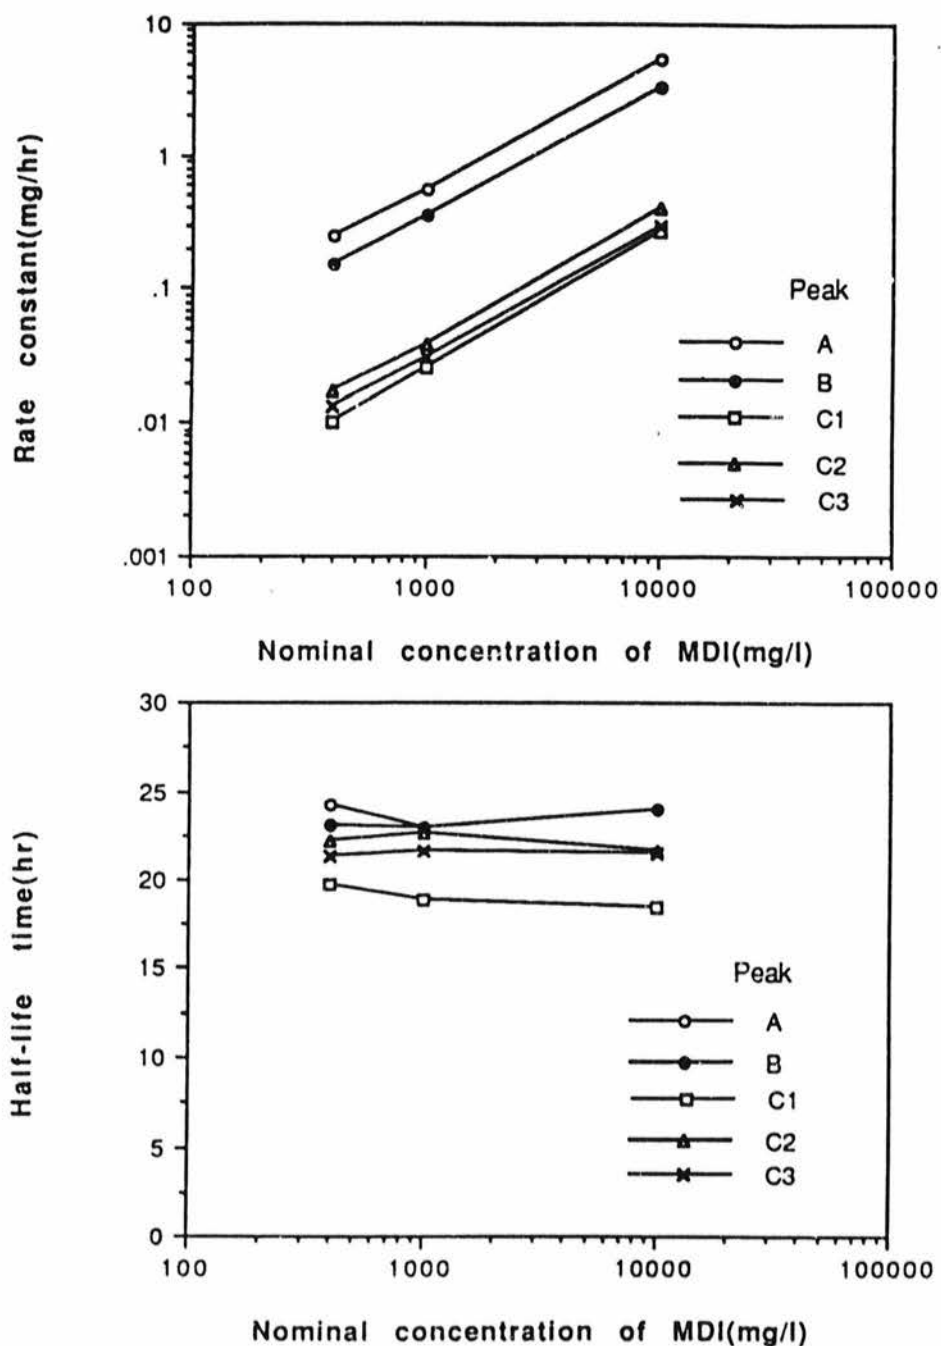 10
1
.1
.01
.001
100
1000
10000
100000
Rate constant(mg/hr)
Peak
A
B
C1
C2
C3
Nominal concentration of MDI(mg/l)
30
25
20
15
10
5
0
100
1000
10000
100000
Half-life time(hr)
Peak
A
B
C1
C2
C3
Nominal concentration of MDI(mg/l)